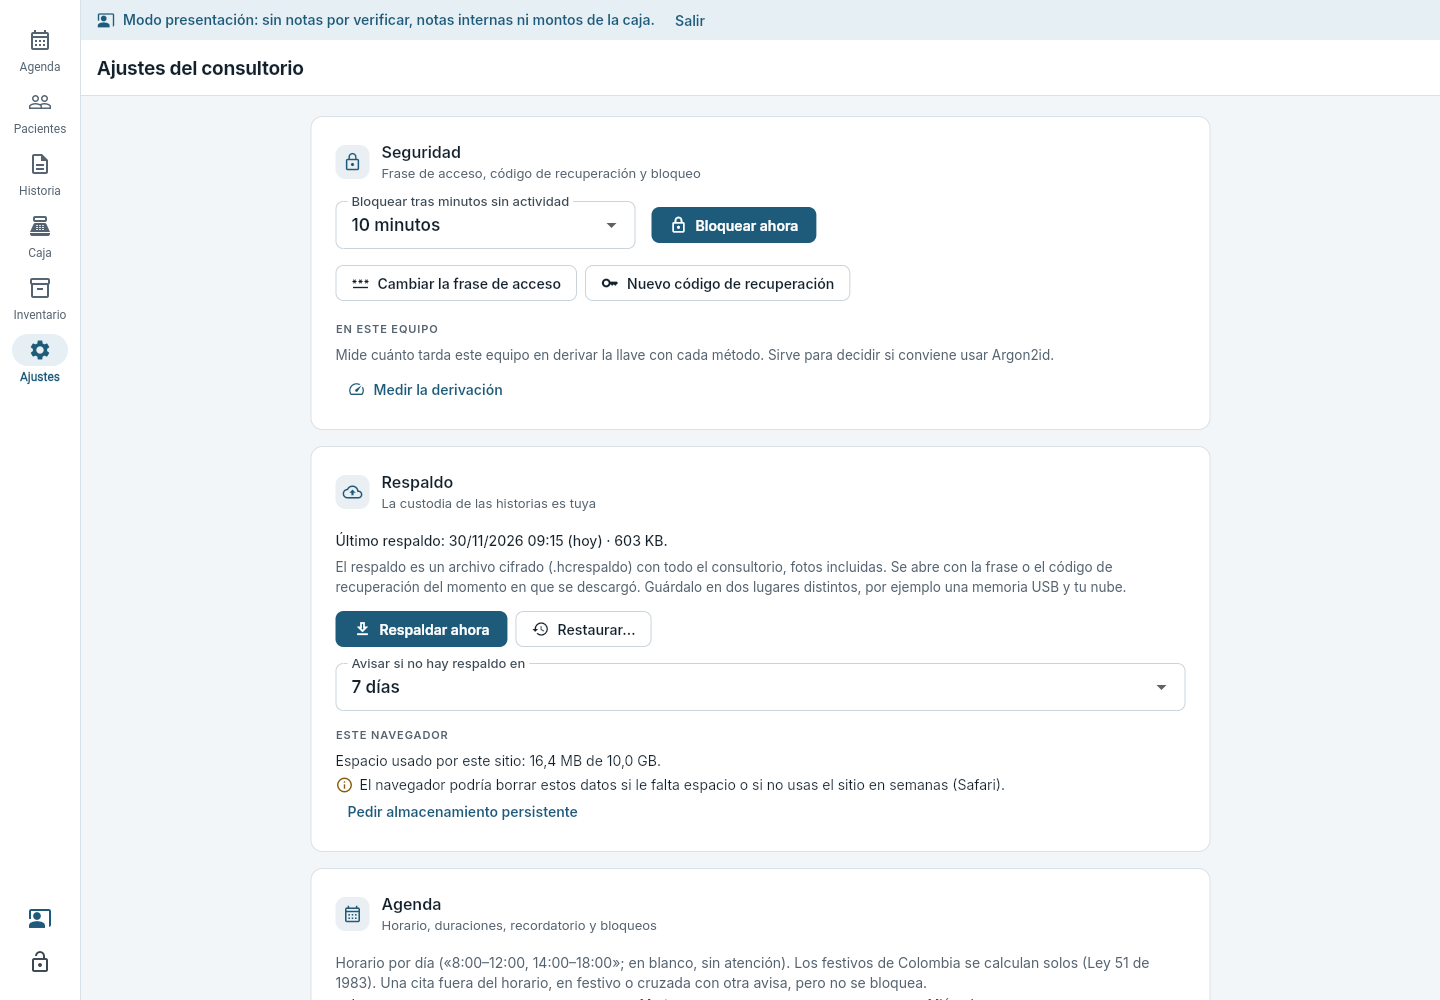 Modo presentación: sin notas por verificar, notas internas ni montos de la caja.
Salir
Agenda
Pacientes
Historia
Caja
Inventario
Ajustes
Ajustes del consultorio
Seguridad
Frase de acceso, código de recuperación y bloqueo
Bloquear tras minutos sin actividad
10 minutos
Bloquear ahora
Cambiar la frase de acceso
Nuevo código de recuperación
EN ESTE EQUIPO
Mide cuánto tarda este equipo en derivar la llave con cada método. Sirve para decidir si conviene usar Argon2id.
Medir la derivación
Respaldo
La custodia de las historias es tuya
Último respaldo: 30/11/2026 09:15 (hoy) · 603 KB.
El respaldo es un archivo cifrado (.hcrespaldo) con todo el consultorio, fotos incluidas. Se abre con la frase o el código de
recuperación del momento en que se descargó. Guárdalo en dos lugares distintos, por ejemplo una memoria USB y tu nube.
Respaldar ahora
Restaurar...
Avisar si no hay respaldo en
7 días
ESTE NAVEGADOR
Espacio usado por este sitio: 16,4 MB de 10,0 GB.
El navegador podría borrar estos datos si le falta espacio o si no usas el sitio en semanas (Safari).
Pedir almacenamiento persistente
Agenda
Horario, duraciones, recordatorio y bloqueos
Horario por día («8:00–12:00, 14:00–18:00»; en blanco, sin atención). Los festivos de Colombia se calculan solos (Ley 51 de
1983). Una cita fuera del horario, en festivo o cruzada con otra avisa, pero no se bloquea.